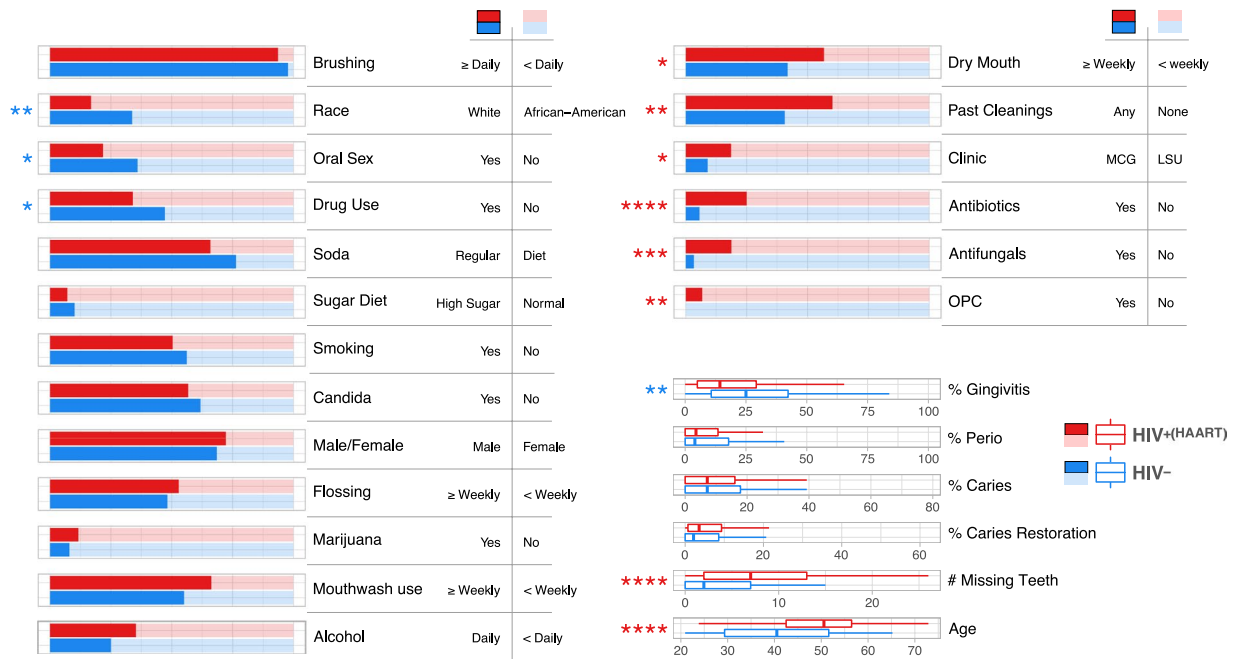 Brushing ≥ Daily < Daily
** Race White African–American
* Oral Sex Yes No
* Drug Use Yes No
Soda Regular Diet
Sugar Diet High Sugar Normal
Smoking Yes No
Candida Yes No
Male/Female Male Female
Flossing ≥ Weekly < Weekly
Marijuana Yes No
Mouthwash use ≥ Weekly < Weekly
Alcohol Daily < Daily
* Dry Mouth ≥ Weekly < weekly
** Past Cleanings Any None
* Clinic MCG LSU
**** Antibiotics Yes No
*** Antifungals Yes No
** OPC Yes No
** % Gingivitis
0 25 50 75 100
% Perio
0 25 50 75 100
% Caries
0 20 40 60 80
% Caries Restoration
0 20 40 60
**** # Missing Teeth
0 10 20
**** Age
20 30 40 50 60 70
HIV+(HAART)
HIV–